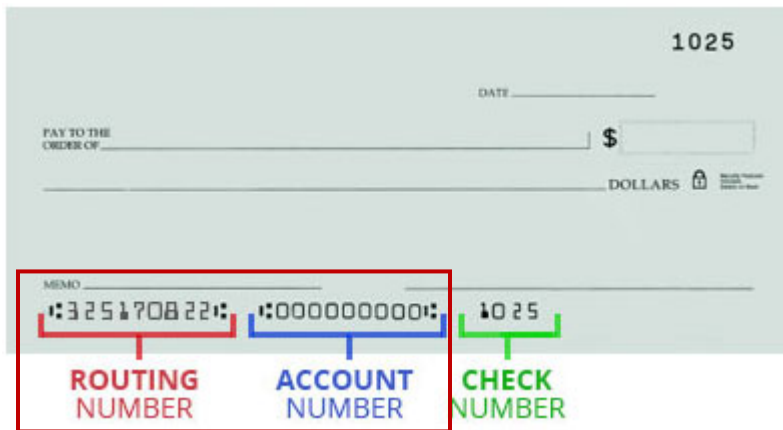 1025
DATE
PAY TO THE
ORDER OF
$
DOLLARS
MEMO
⑆325170822⑆ ⑆000000000⑆ 1025
ROUTING ACCOUNT CHECK
NUMBER NUMBER NUMBER